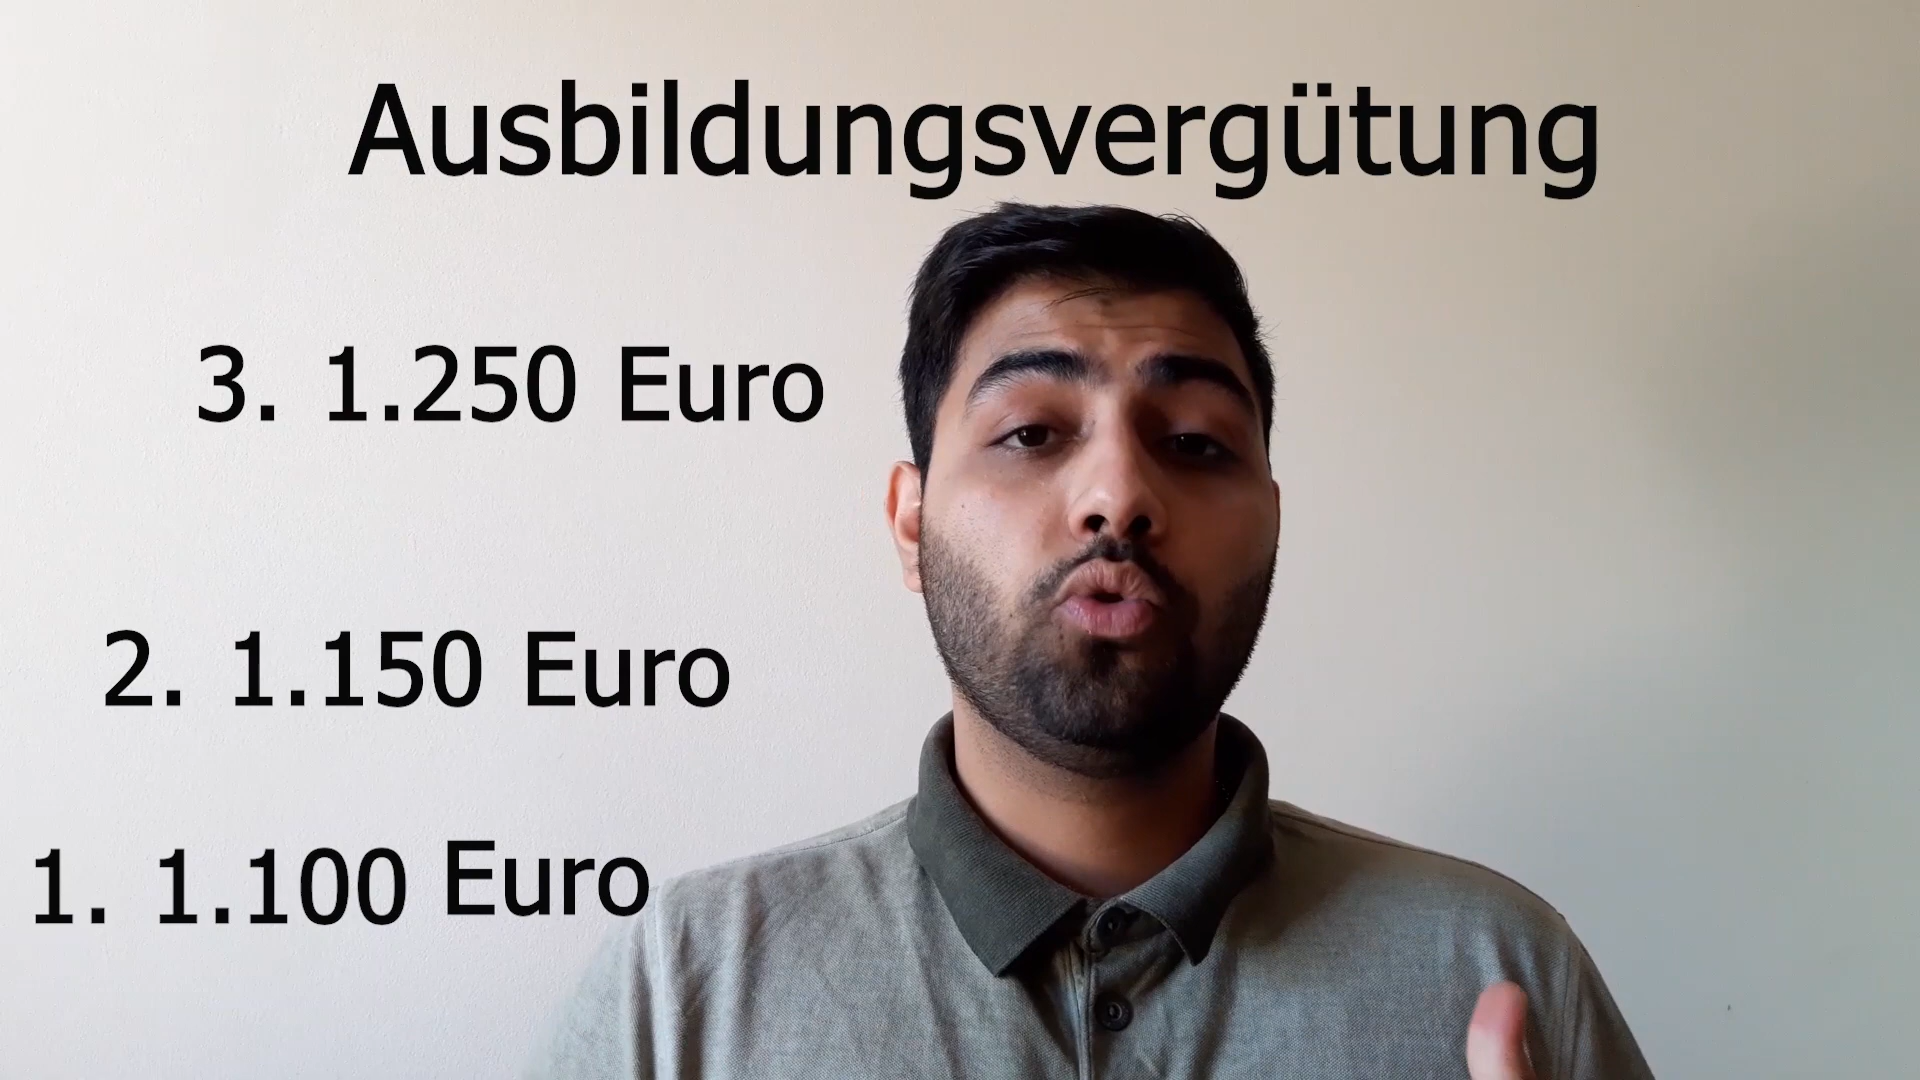 Ausbildungsvergütung
3. 1.250 Euro
2. 1.150 Euro
1. 1.100 Euro